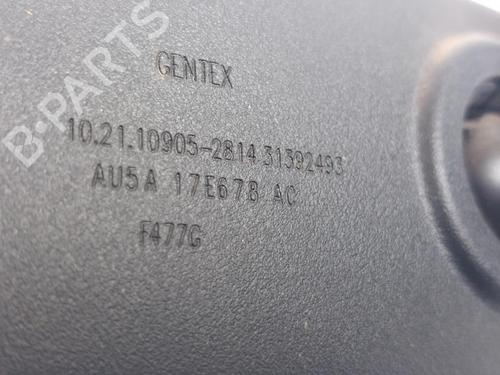 B-PARTS
GENTEX
10.21.10905-2814 31392493
AU5A 17E678 AC
F477G